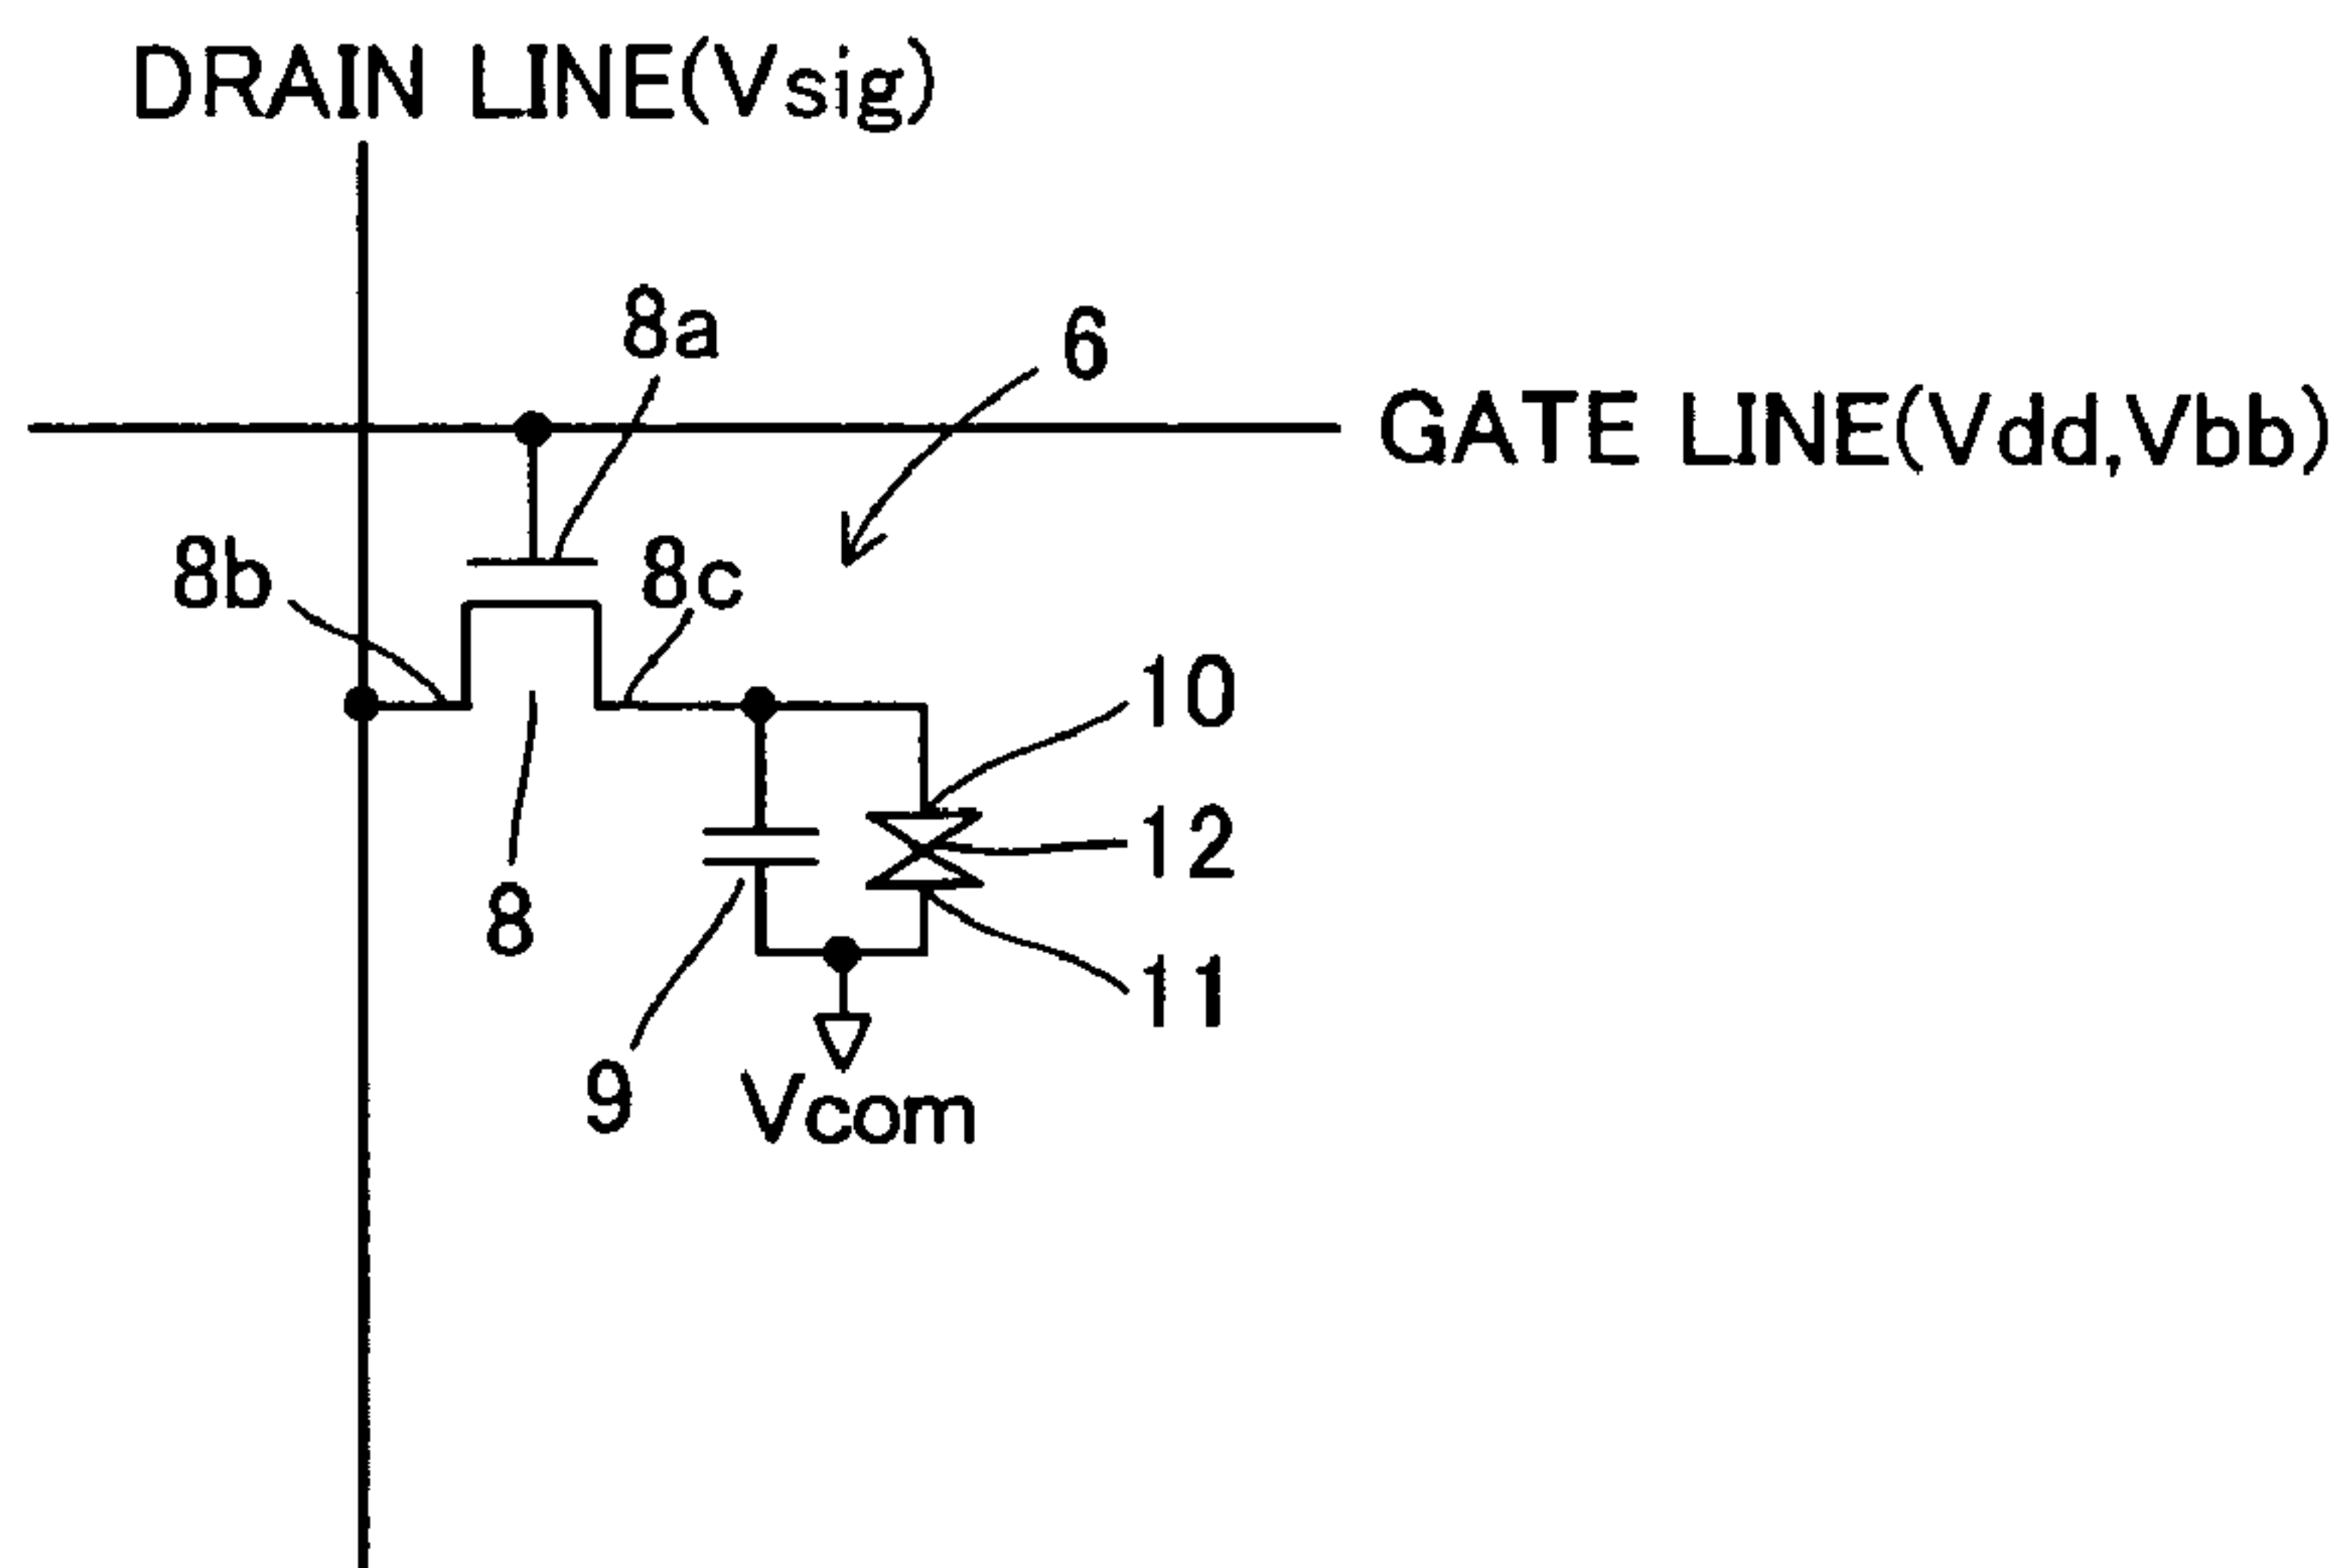 DRAIN LINE(Vsig)
8a
6
GATE LINE(Vdd,Vbb)
8b
8c
10
12
8
11
9
Vcom